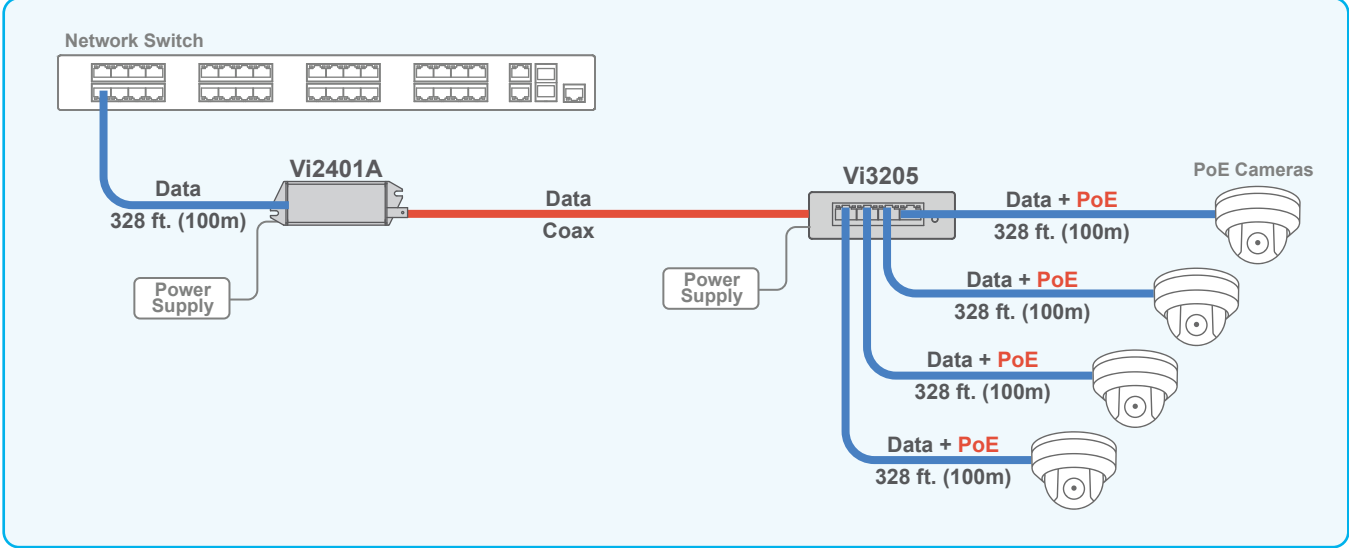 Network Switch
Vi2401A
Data
328 ft. (100m)
Power
Supply
Data
Coax
Vi3205
Power
Supply
PoE Cameras
Data + PoE
328 ft. (100m)
Data + PoE
328 ft. (100m)
Data + PoE
328 ft. (100m)
Data + PoE
328 ft. (100m)